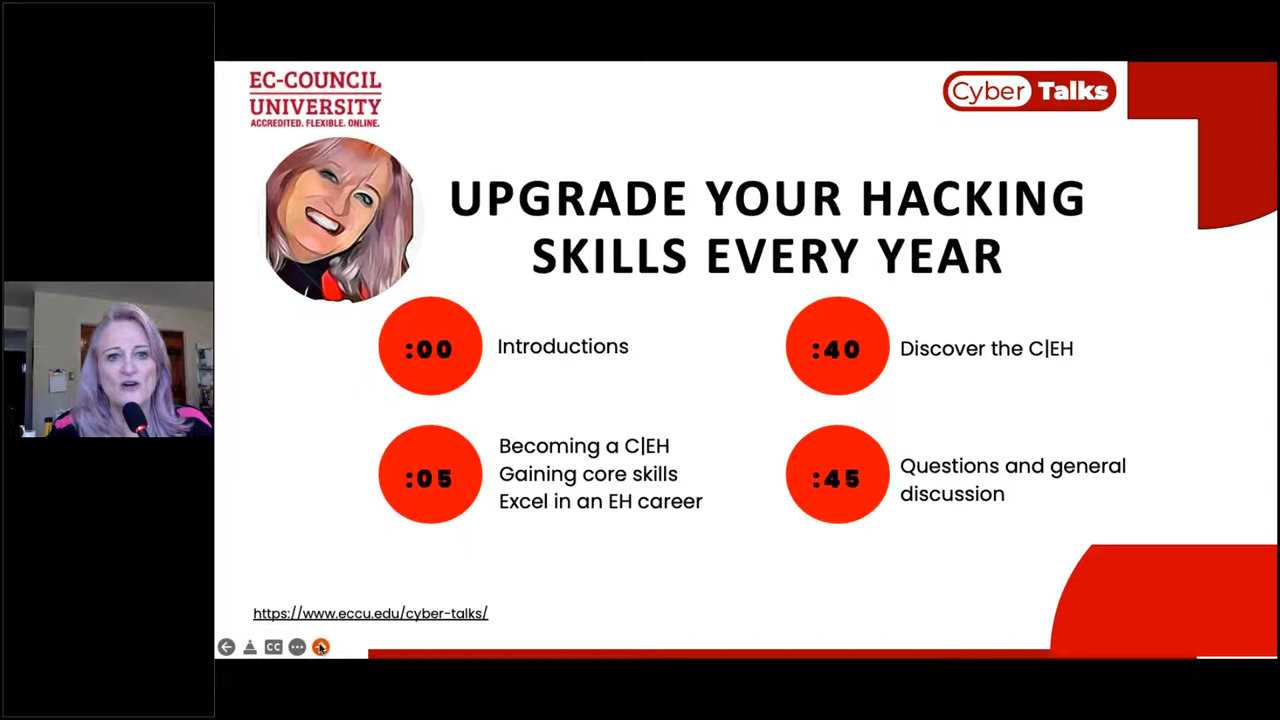 EC-COUNCIL
UNIVERSITY
ACCREDITED. FLEXIBLE. ONLINE.
Cyber Talks
UPGRADE YOUR HACKING
SKILLS EVERY YEAR
:00
Introductions
:05
Becoming a C|EH
Gaining core skills
Excel in an EH career
:40
Discover the C|EH
:45
Questions and general
discussion
https://www.eccu.edu/cyber-talks/
CC